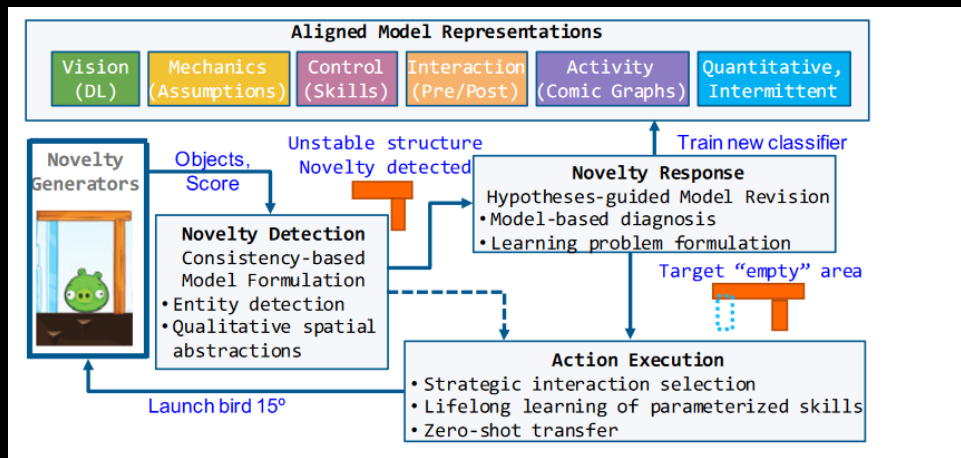 Aligned Model Representations
Vision
(DL)
Mechanics
(Assumptions)
Control
(Skills)
Interaction
(Pre/Post)
Activity
(Comic Graphs)
Quantitative,
Intermittent
Novelty
Generators
Objects,
Score
Unstable structure
Novelty detected
Train new classifier
Novelty Response
Hypotheses-guided Model Revision
•Model-based diagnosis
•Learning problem formulation
Novelty Detection
Consistency-based
Model Formulation
•Entity detection
•Qualitative spatial
abstractions
Target “empty” area
Action Execution
•Strategic interaction selection
•Lifelong learning of parameterized skills
•Zero-shot transfer
Launch bird 15º